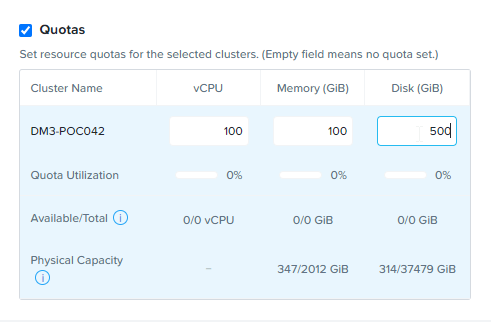 Quotas
Set resource quotas for the selected clusters. (Empty field means no quota set.)
Cluster Name vCPU Memory (GiB) Disk (GiB)
DM3-POC042 100 100 500
Quota Utilization 0% 0% 0%
Available/Total i 0/0 vCPU 0/0 GiB 0/0 GiB
Physical Capacity i – 347/2012 GiB 314/37479 GiB